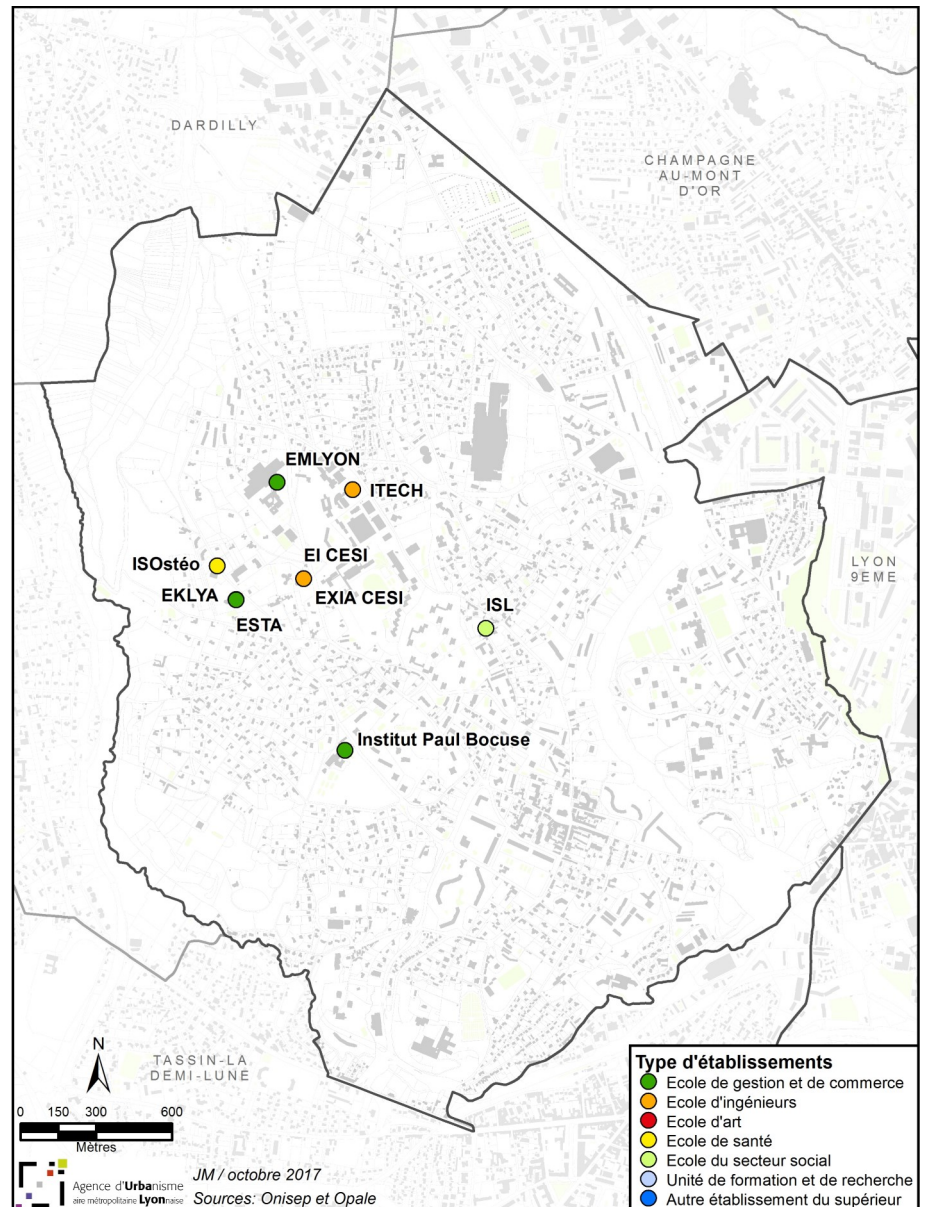 DARDILLY
CHAMPAGNE
AU-MONT
D'OR
EMLYON
ITECH
ISOstéo
EI CESI
EKLYA
EXIA CESI
ESTA
ISL
LYON
9EME
Institut Paul Bocuse
N
TASSIN-LA
DEMI-LUNE
0 150 300 600
Mètres
Agence d'Urbanisme
aire métropolitaine Lyonnaise
JM / octobre 2017
Sources: Onisep et Opale
Type d'établissements
Ecole de gestion et de commerce
Ecole d'ingénieurs
Ecole d'art
Ecole de santé
Ecole du secteur social
Unité de formation et de recherche
Autre établissement du supérieur